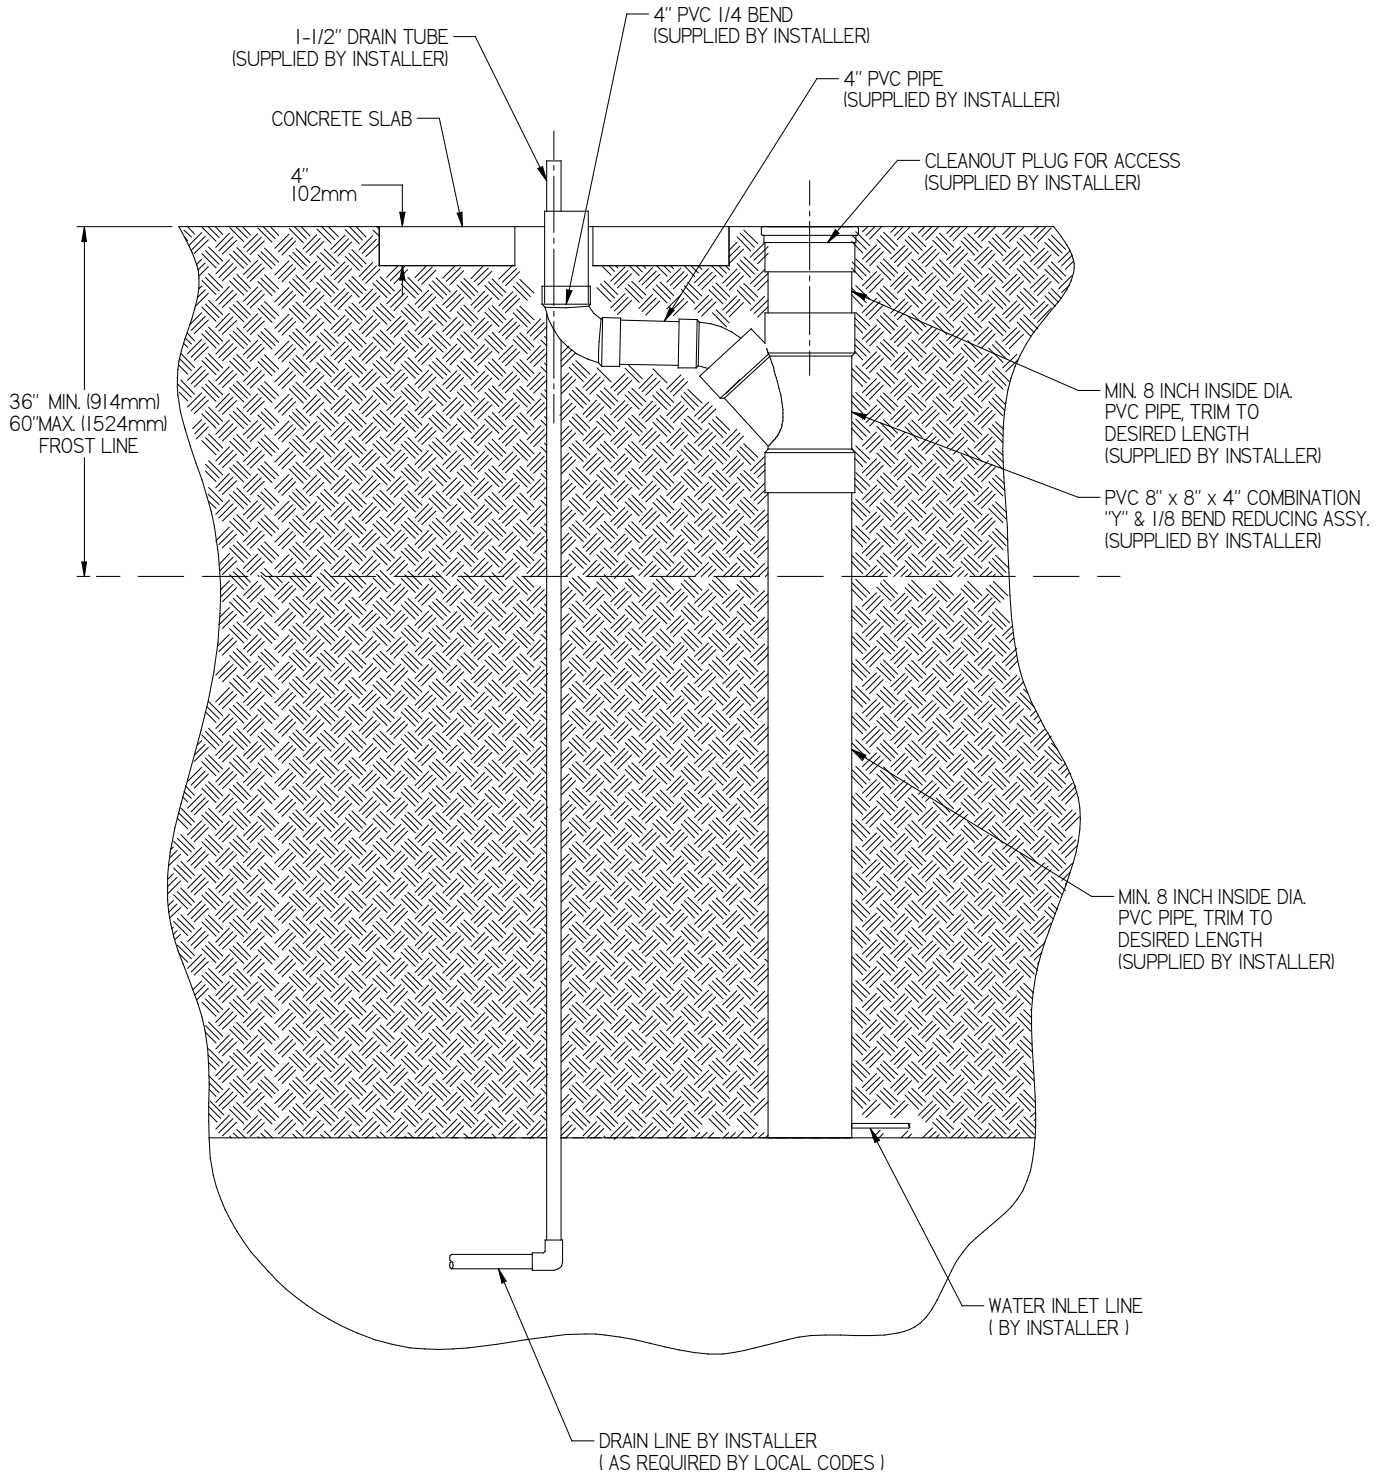 4" PVC 1/4 BEND
(SUPPLIED BY INSTALLER)
1-1/2" DRAIN TUBE
(SUPPLIED BY INSTALLER)
4" PVC PIPE
(SUPPLIED BY INSTALLER)
CONCRETE SLAB
CLEANOUT PLUG FOR ACCESS
(SUPPLIED BY INSTALLER)
4"
102mm
36" MIN. (914mm)
60"MAX. (1524mm)
FROST LINE
MIN. 8 INCH INSIDE DIA.
PVC PIPE, TRIM TO
DESIRED LENGTH
(SUPPLIED BY INSTALLER)
PVC 8" x 8" x 4" COMBINATION
"Y" & 1/8 BEND REDUCING ASSY.
(SUPPLIED BY INSTALLER)
MIN. 8 INCH INSIDE DIA.
PVC PIPE, TRIM TO
DESIRED LENGTH
(SUPPLIED BY INSTALLER)
WATER INLET LINE
( BY INSTALLER )
DRAIN LINE BY INSTALLER
( AS REQUIRED BY LOCAL CODES )